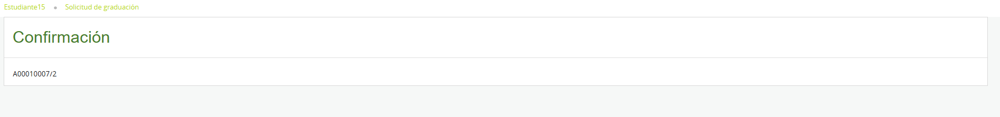 Estudiante15 • Solicitud de graduación
Confirmación
A00010007/2